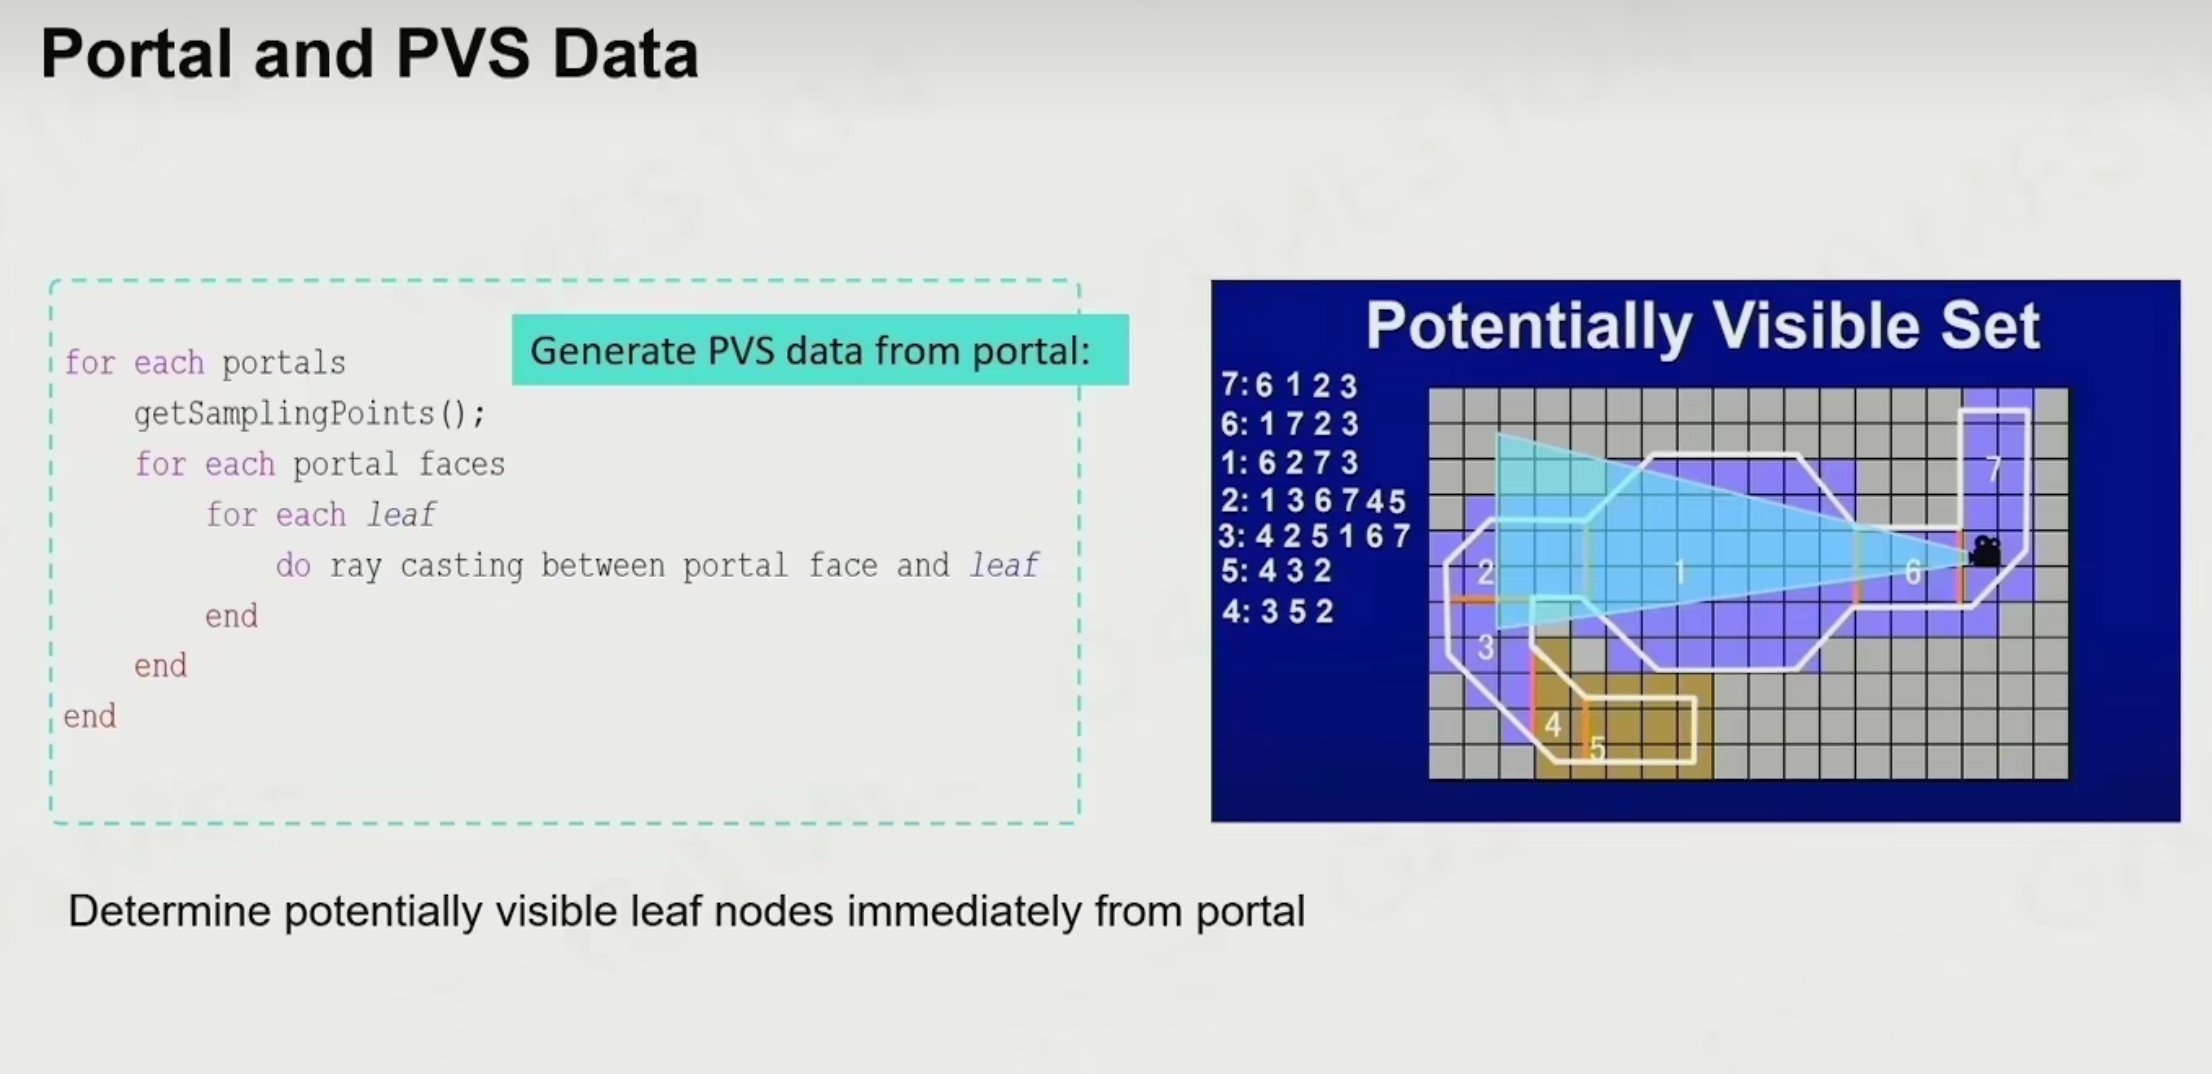 Portal and PVS Data
Generate PVS data from portal:
for each portals
getSamplingPoints();
for each portal faces
for each leaf
do ray casting between portal face and leaf
end
end
end
Potentially Visible Set
7:6 1 2 3
6: 1 7 2 3
1: 6 2 7 3
2: 1 3 6 7 4 5
3: 4 2 5 1 6 7
5: 4 3 2
4: 3 5 2
7
2
1
6
3
4
5
Determine potentially visible leaf nodes immediately from portal